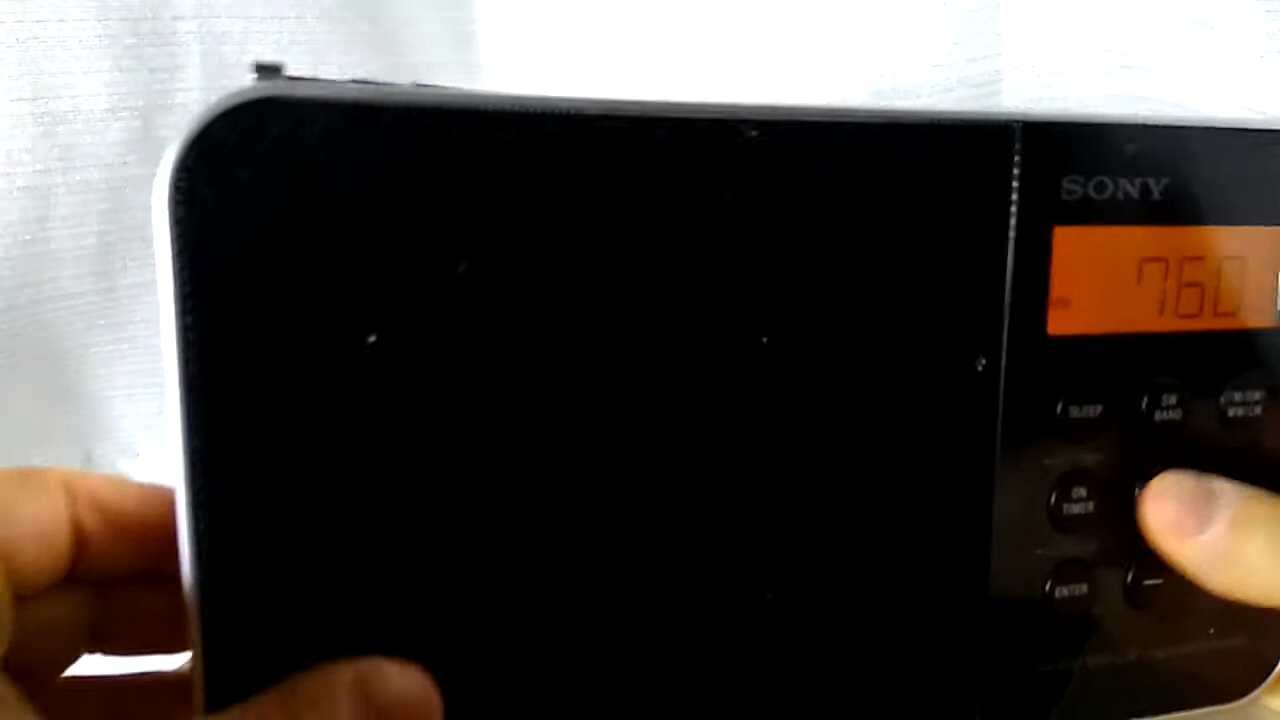 SONY
760
SLEEP
SW
BAND
ON
TIMER
ENTER
—